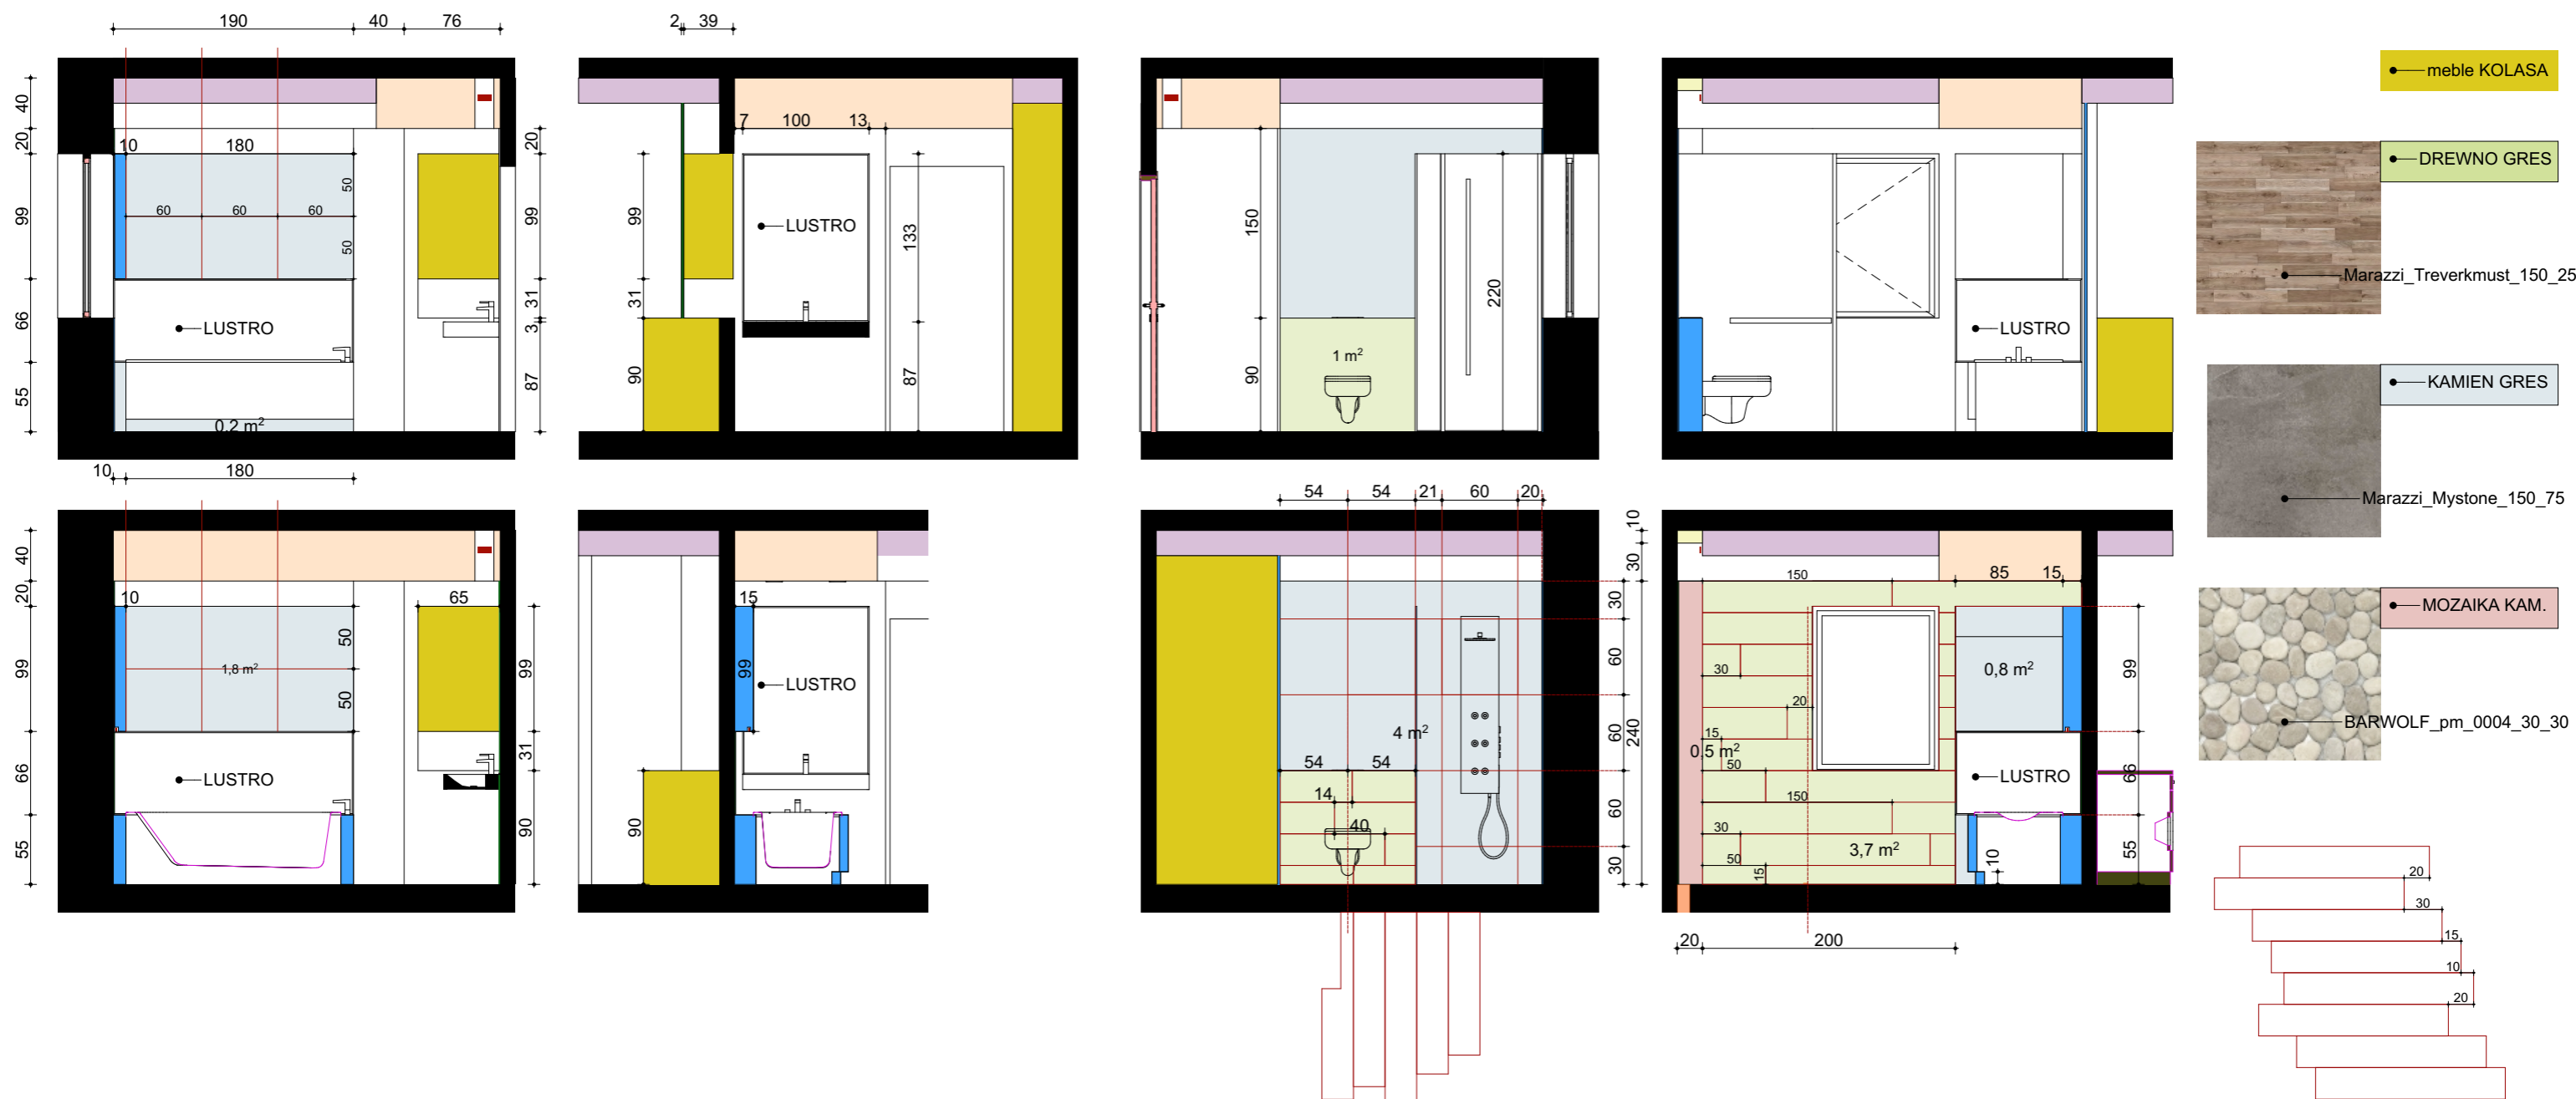 190 40 76
40 20 99 66 55
10 180
60 60 60
50
50
LUSTRO
0,2 m²
20 99 31 3 87
2 39
7 100 13
99 31 90
LUSTRO
133
87
150
90
1 m²
220
LUSTRO
meble KOLASA
DREWNO GRES
Marazzi_Treverkmust_150_25
KAMIEN GRES
Marazzi_Mystone_150_75
MOZAIKA KAM.
BARWOLF_pm_0004_30_30
10 180
40 20 99 66 55
10 65
50
1,8 m²
50
LUSTRO
99 31 90
15
99
LUSTRO
90
54 54 21 60 20
10 30
30 60 60 60 30
240
4 m²
54 54
14
40
150 85 15
30
20
15
0,5 m²
50
150
30
50
15
3,7 m²
0,8 m²
LUSTRO
10
99 66 55
20 200
20
30
15
10
20